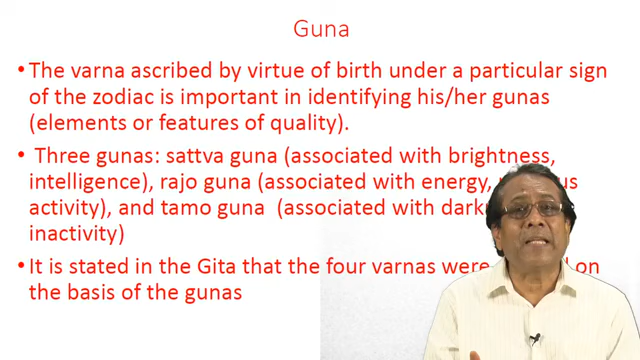 Guna
• The varna ascribed by virtue of birth under a particular sign
of the zodiac is important in identifying his/her gunas
(elements or features of quality).
• Three gunas: sattva guna (associated with brightness,
intelligence), rajo guna (associated with energy,
activity), and tamo guna (associated with
inactivity)
• It is stated in the Gita that the four varnas were on
the basis of the gunas